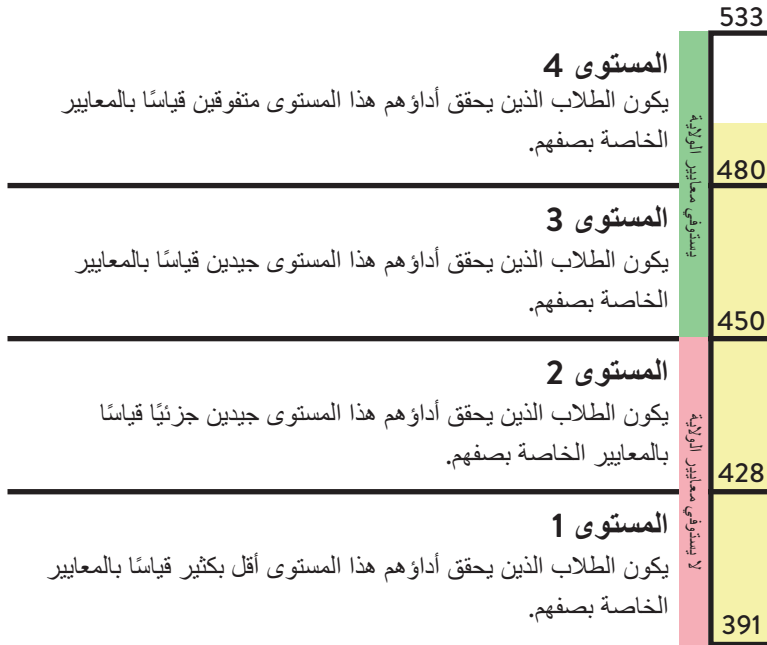 533
المستوى 4
يكون الطلاب الذين يحقق أداؤهم هذا المستوى متفوقين قياسًا بالمعايير
الخاصة بصفهم.
480
المستوى 3
يكون الطلاب الذين يحقق أداؤهم هذا المستوى جيدين قياسًا بالمعايير
الخاصة بصفهم.
450
يستوفي معايير الولاية
المستوى 2
يكون الطلاب الذين يحقق أداؤهم هذا المستوى جيدين جزئيًا قياسًا
بالمعايير الخاصة بصفهم.
428
المستوى 1
يكون الطلاب الذين يحقق أداؤهم هذا المستوى أقل بكثير قياسًا بالمعايير
الخاصة بصفهم.
391
لا يستوفي معايير الولاية